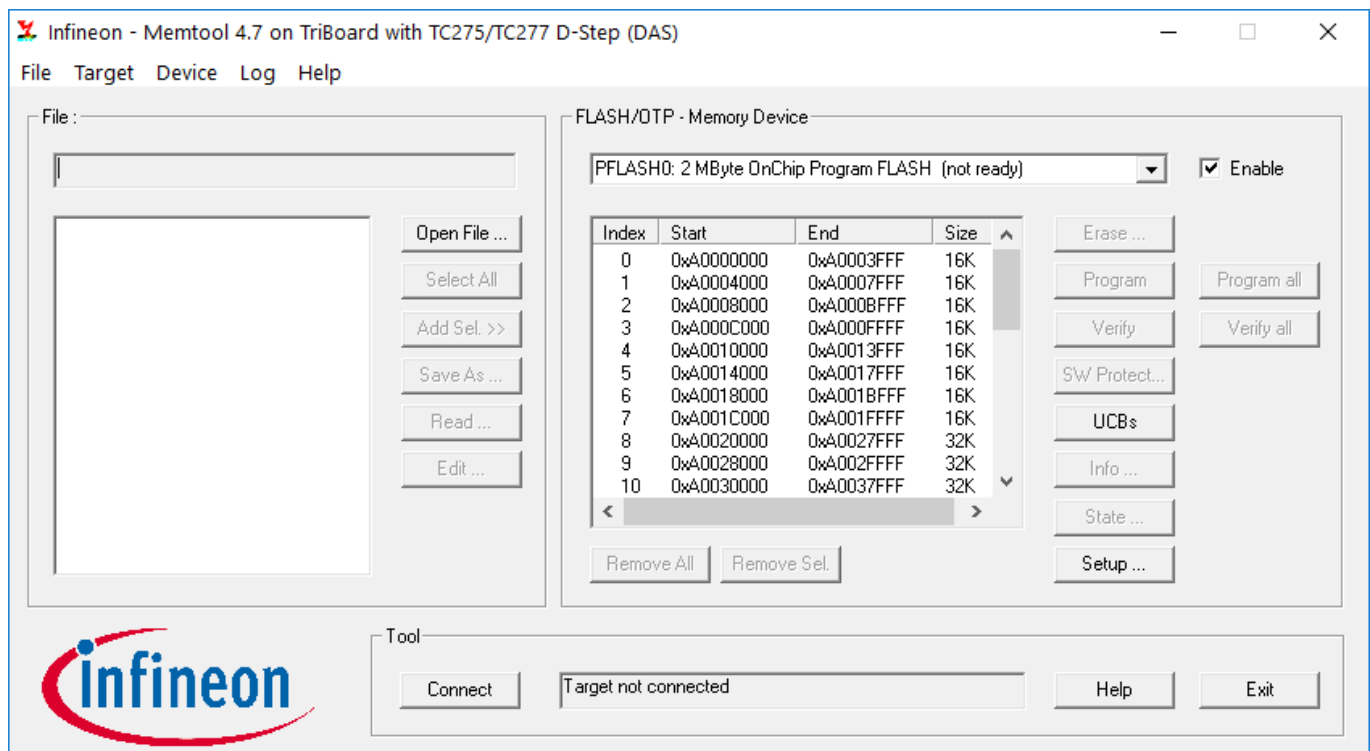 Infineon - Memtool 4.7 on TriBoard with TC275/TC277 D-Step (DAS)
File Target Device Log Help
File :
Open File ...
Select All
Add Sel. >>
Save As ...
Read ...
Edit ...
FLASH/OTP - Memory Device
PFLASH0: 2 MByte OnChip Program FLASH (not ready)
Enable
Index Start End Size
0 0xA0000000 0xA0003FFF 16K
1 0xA0004000 0xA0007FFF 16K
2 0xA0008000 0xA000BFFF 16K
3 0xA000C000 0xA000FFFF 16K
4 0xA0010000 0xA0013FFF 16K
5 0xA0014000 0xA0017FFF 16K
6 0xA0018000 0xA001BFFF 16K
7 0xA001C000 0xA001FFFF 16K
8 0xA0020000 0xA0027FFF 32K
9 0xA0028000 0xA002FFFF 32K
10 0xA0030000 0xA0037FFF 32K
Erase ...
Program
Program all
Verify
Verify all
SW Protect...
UCBs
Info ...
State ...
Setup ...
Remove All
Remove Sel.
infineon
Tool
Connect
Target not connected
Help
Exit